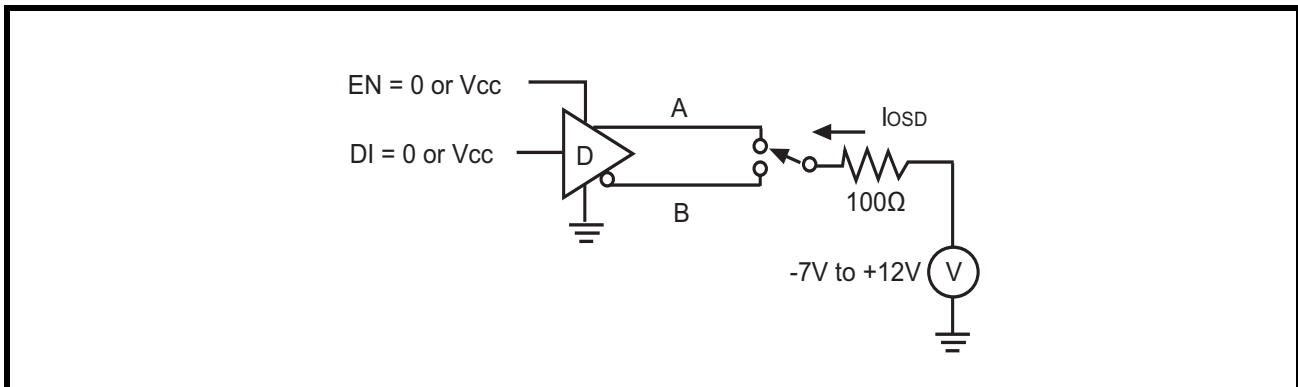 EN = 0 or Vcc
A
IOSD
DI = 0 or Vcc
D
100Ω
B
-7V to +12V
V